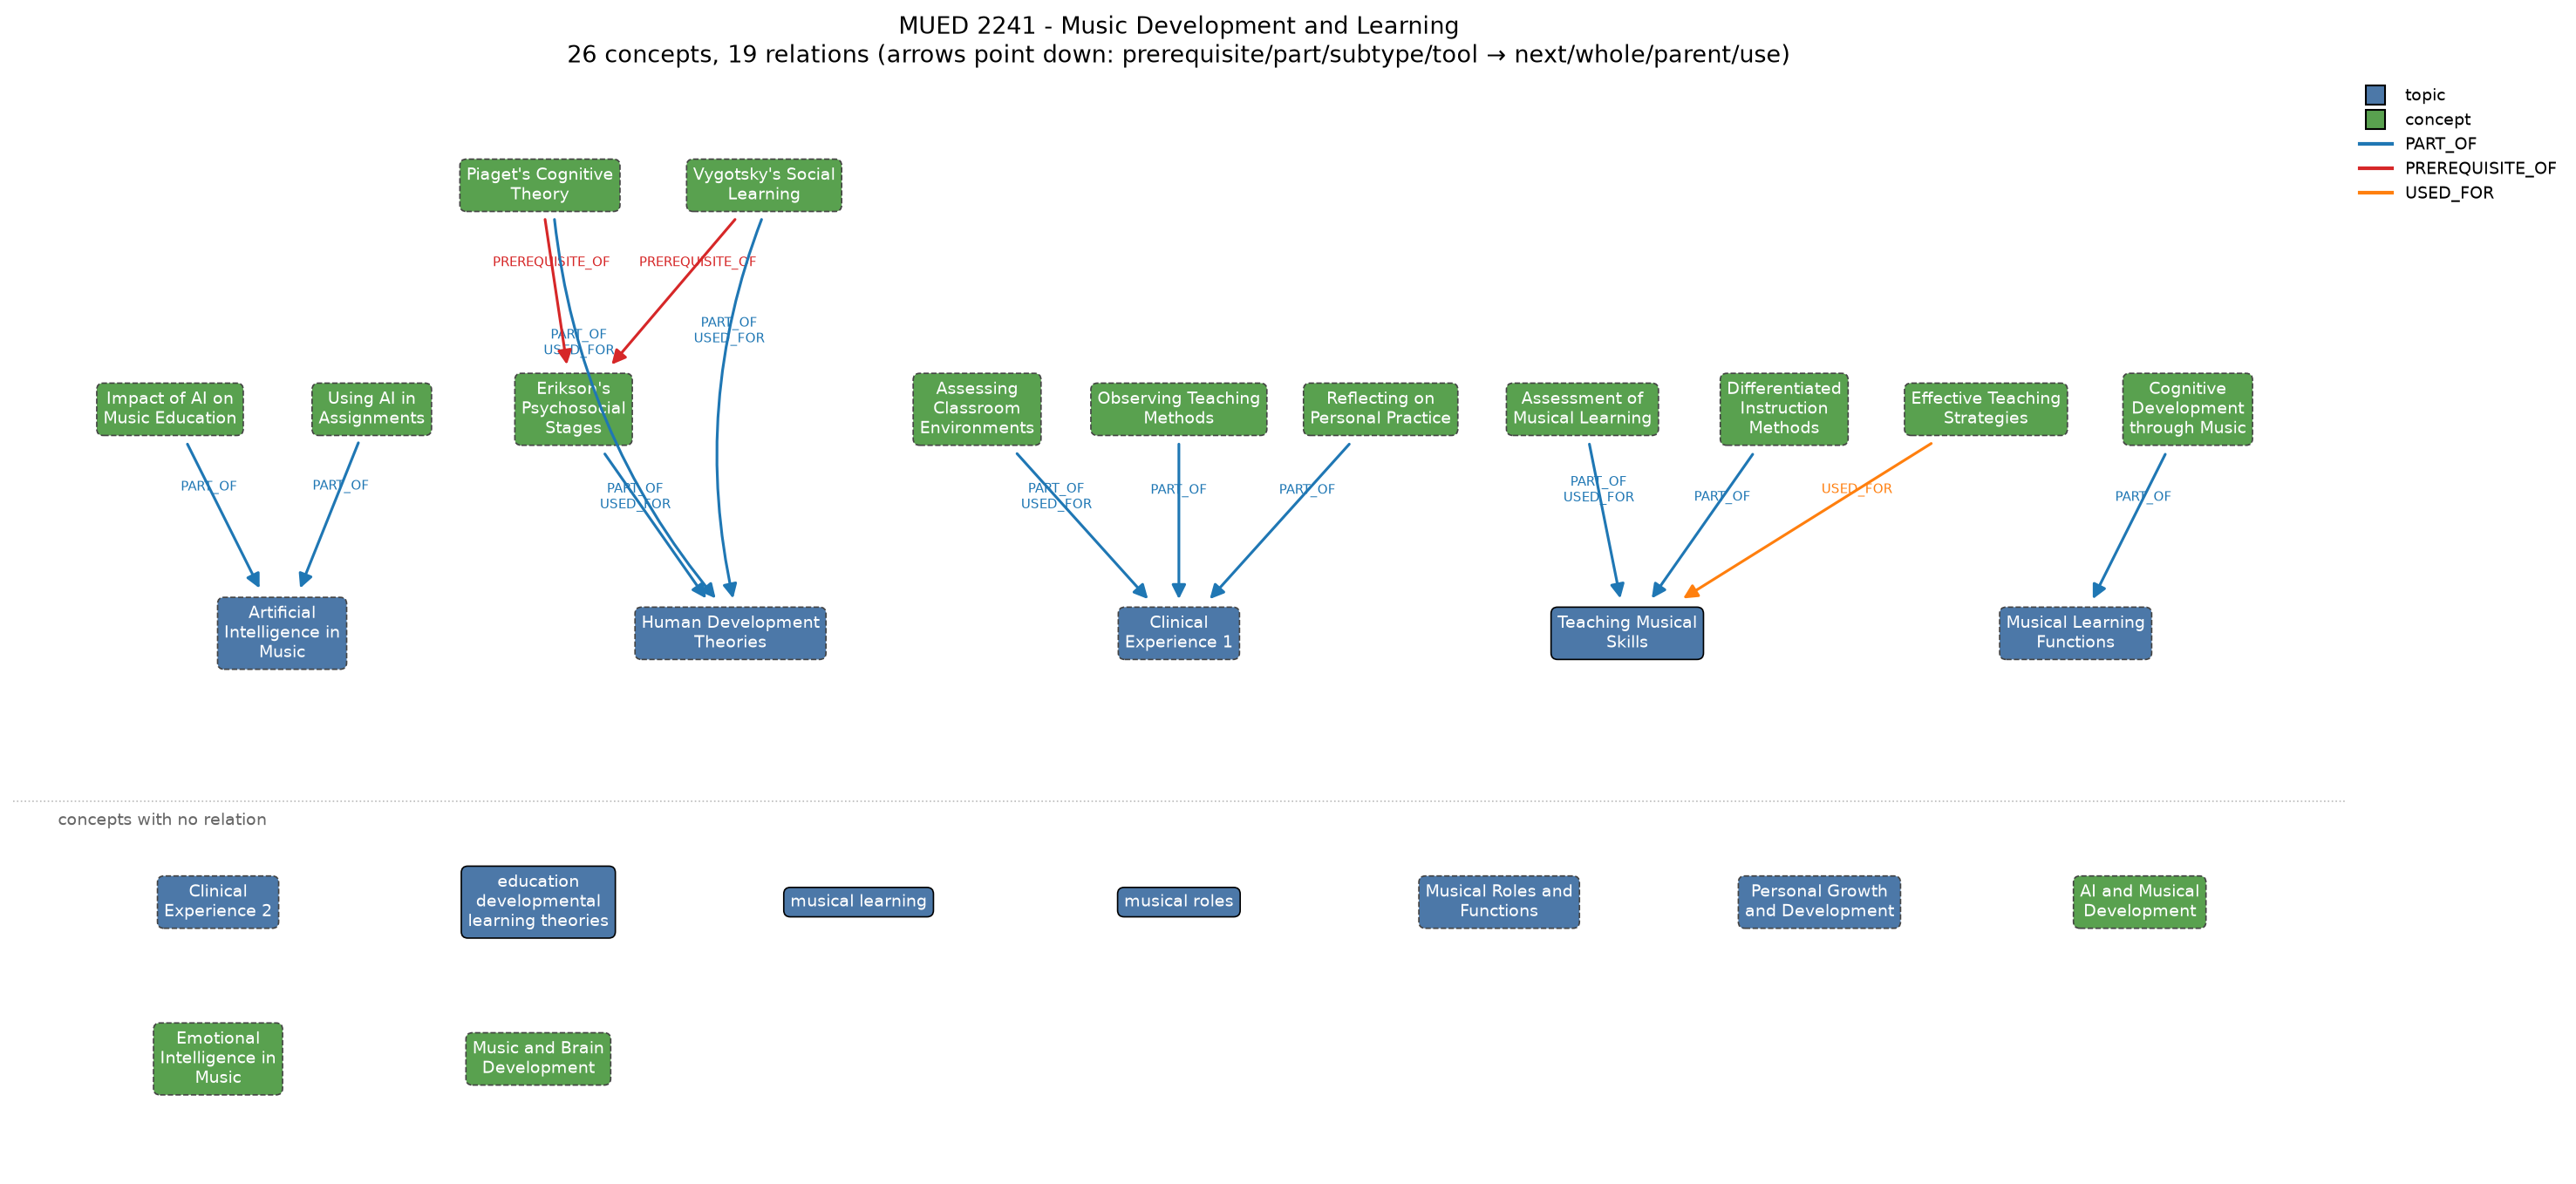 MUED 2241 - Music Development and Learning
26 concepts, 19 relations (arrows point down: prerequisite/part/subtype/tool → next/whole/parent/use)
topic
concept
PART_OF
PREREQUISITE_OF
USED_FOR
Piaget's Cognitive
Theory
Vygotsky's Social
Learning
PREREQUISITE_OF
PREREQUISITE_OF
PART_OF
USED_FOR
PART_OF
USED_FOR
Impact of AI on
Music Education
Using AI in
Assignments
Erikson's
Psychosocial
Stages
Assessing
Classroom
Environments
Observing Teaching
Methods
Reflecting on
Personal Practice
Assessment of
Musical Learning
Differentiated
Instruction
Methods
Effective Teaching
Strategies
Cognitive
Development
through Music
PART_OF
PART_OF
PART_OF
USED_FOR
PART_OF
USED_FOR
PART_OF
PART_OF
PART_OF
USED_FOR
PART_OF
USED_FOR
PART_OF
Artificial
Intelligence in
Music
Human Development
Theories
Clinical
Experience 1
Teaching Musical
Skills
Musical Learning
Functions
concepts with no relation
Clinical
Experience 2
education
developmental
learning theories
musical learning
musical roles
Musical Roles and
Functions
Personal Growth
and Development
AI and Musical
Development
Emotional
Intelligence in
Music
Music and Brain
Development